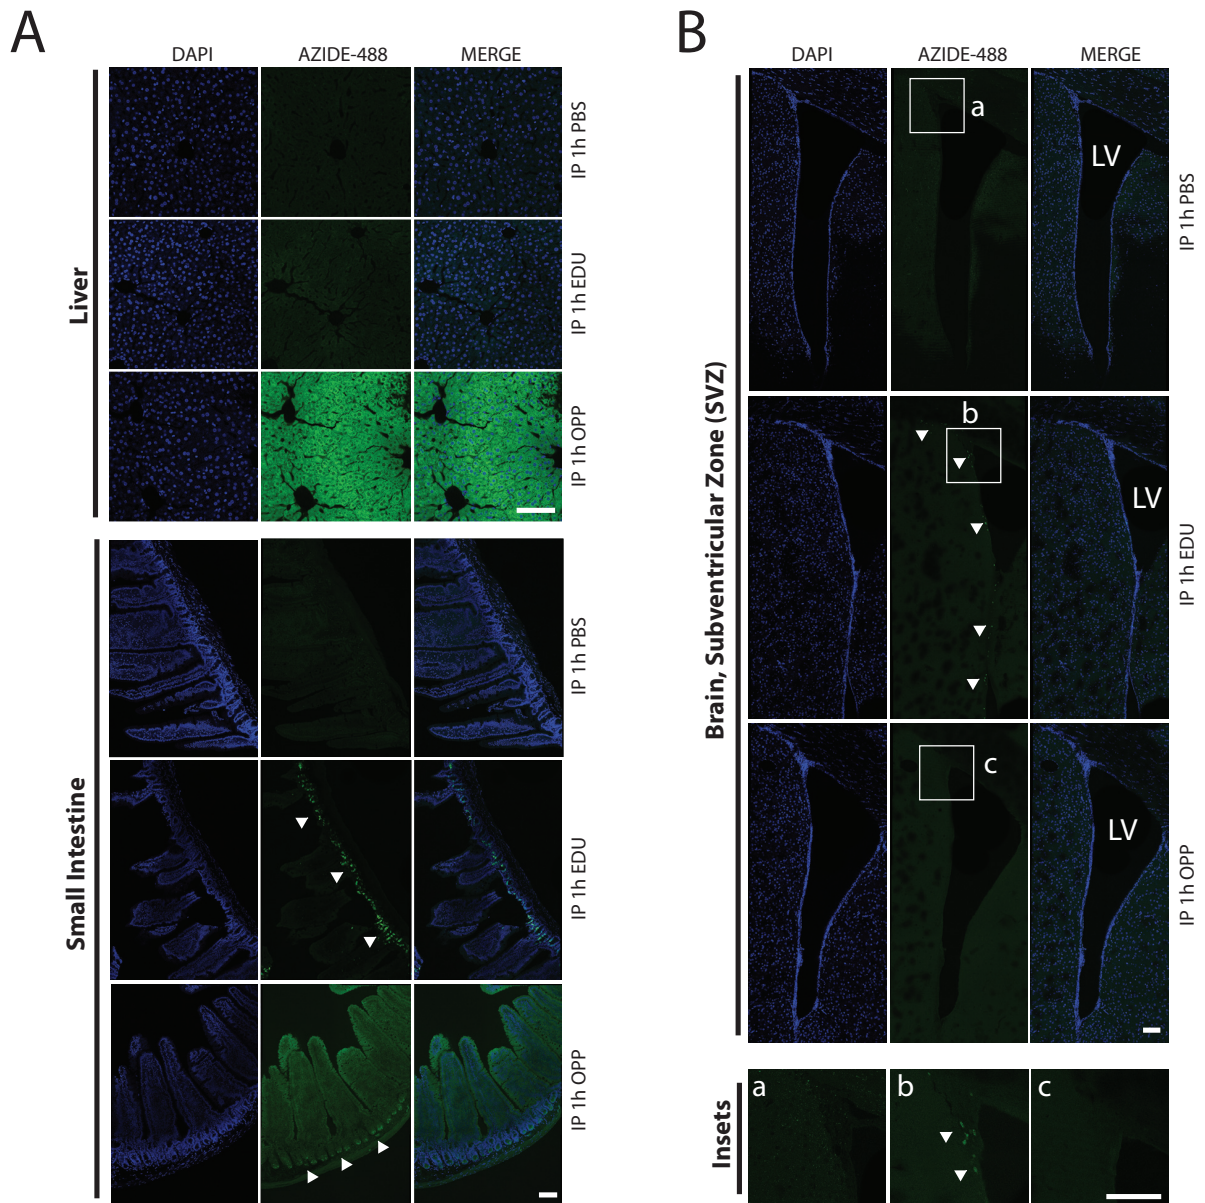 A
DAPI AZIDE-488 MERGE
Liver
IP 1h PBS
IP 1h EDU
IP 1h OPP
Small Intestine
IP 1h PBS
IP 1h EDU
IP 1h OPP
B
DAPI AZIDE-488 MERGE
Brain, Subventricular Zone (SVZ)
a
LV
IP 1h PBS
b
LV
IP 1h EDU
c
LV
IP 1h OPP
Insets
a b c